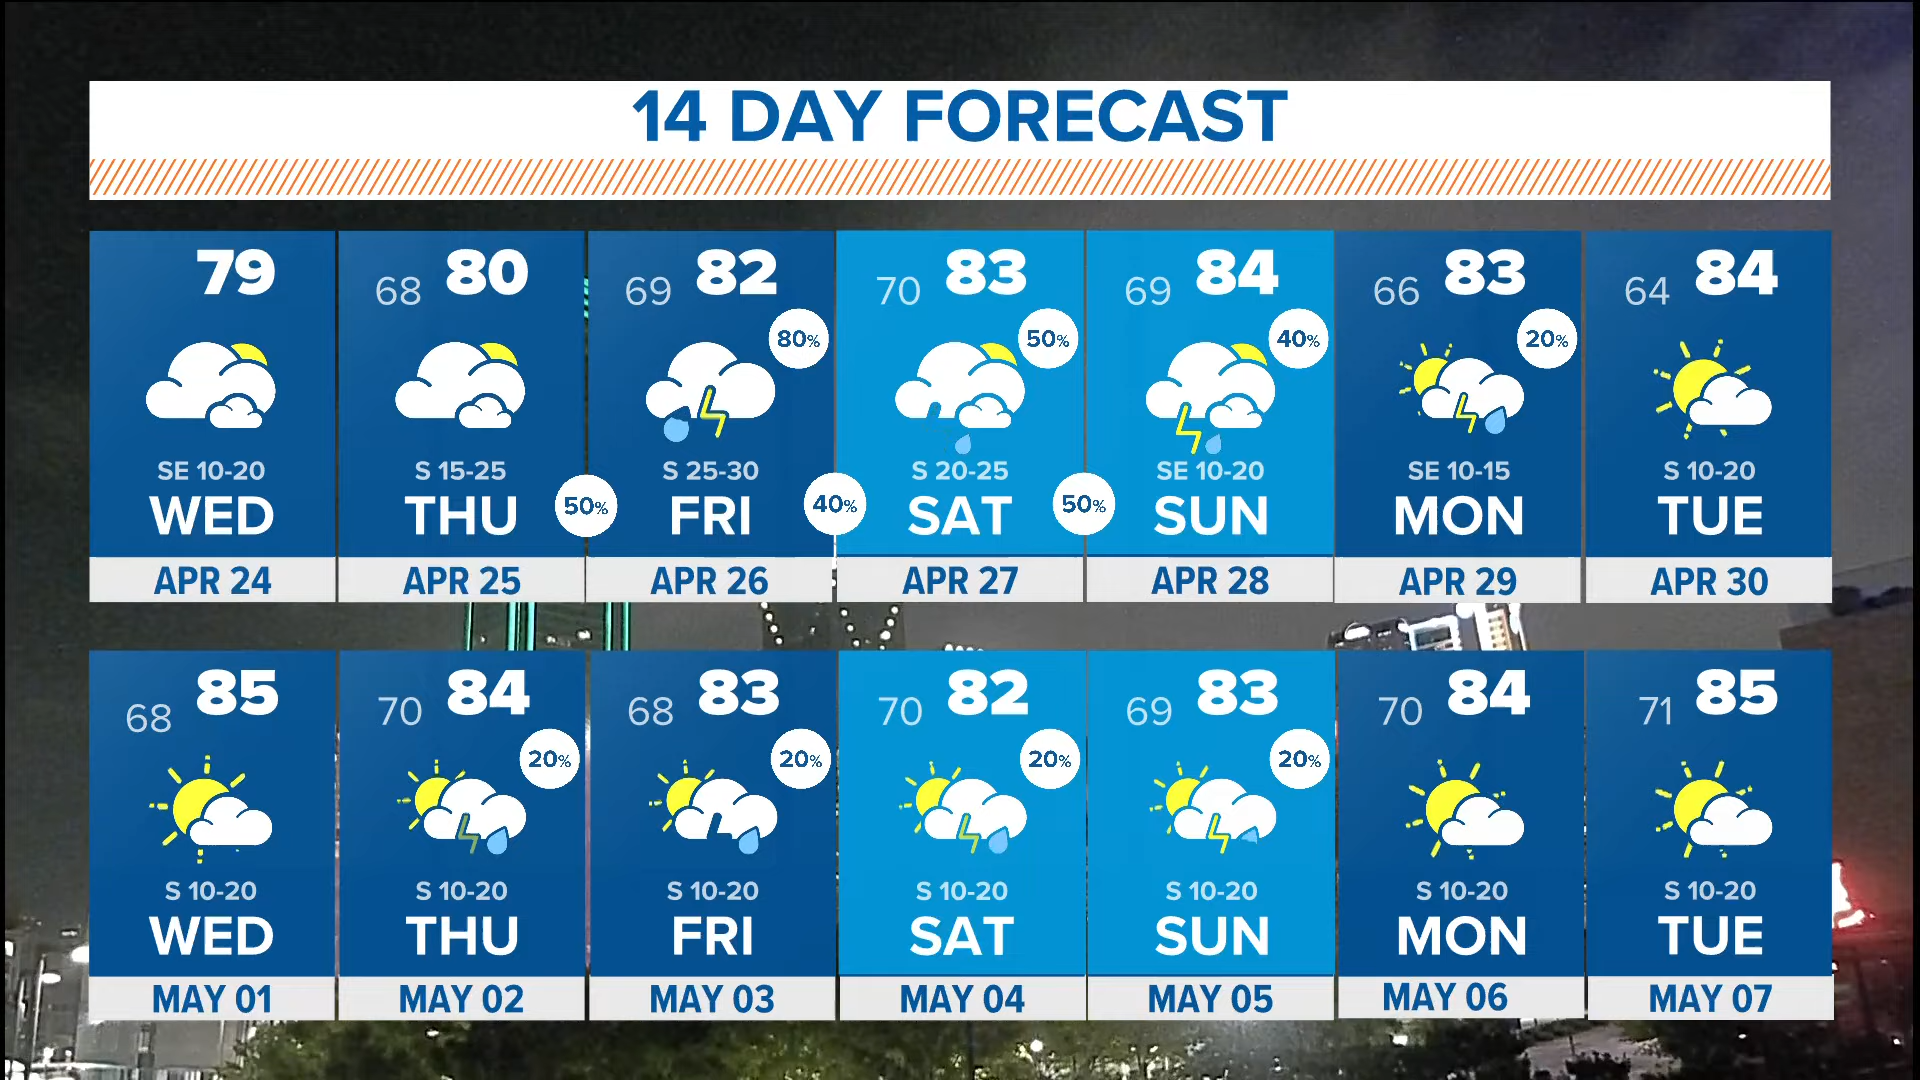 14 DAY FORECAST
79
68 80
69 82
70 83
69 84
66 83
64 84
80%
50%
40%
20%
SE 10-20
S 15-25
S 25-30
S 20-25
SE 10-20
SE 10-15
S 10-20
50%
40%
50%
WED
THU
FRI
SAT
SUN
MON
TUE
APR 24
APR 25
APR 26
APR 27
APR 28
APR 29
APR 30
68 85
70 84
68 83
70 82
69 83
70 84
71 85
20%
20%
20%
20%
S 10-20
S 10-20
S 10-20
S 10-20
S 10-20
S 10-20
S 10-20
WED
THU
FRI
SAT
SUN
MON
TUE
MAY 01
MAY 02
MAY 03
MAY 04
MAY 05
MAY 06
MAY 07